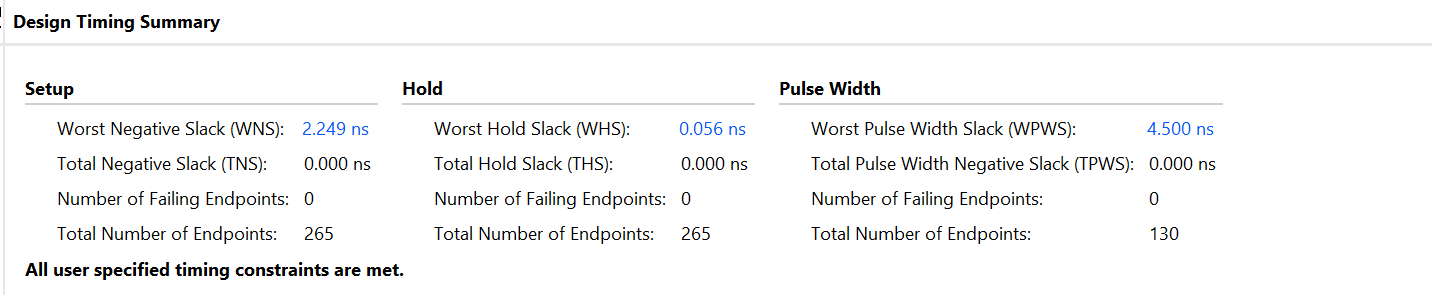 Design Timing Summary
Setup Hold Pulse Width
Worst Negative Slack (WNS): 2.249 ns Worst Hold Slack (WHS): 0.056 ns Worst Pulse Width Slack (WPWS): 4.500 ns
Total Negative Slack (TNS): 0.000 ns Total Hold Slack (THS): 0.000 ns Total Pulse Width Negative Slack (TPWS): 0.000 ns
Number of Failing Endpoints: 0 Number of Failing Endpoints: 0 Number of Failing Endpoints: 0
Total Number of Endpoints: 265 Total Number of Endpoints: 265 Total Number of Endpoints: 130
All user specified timing constraints are met.